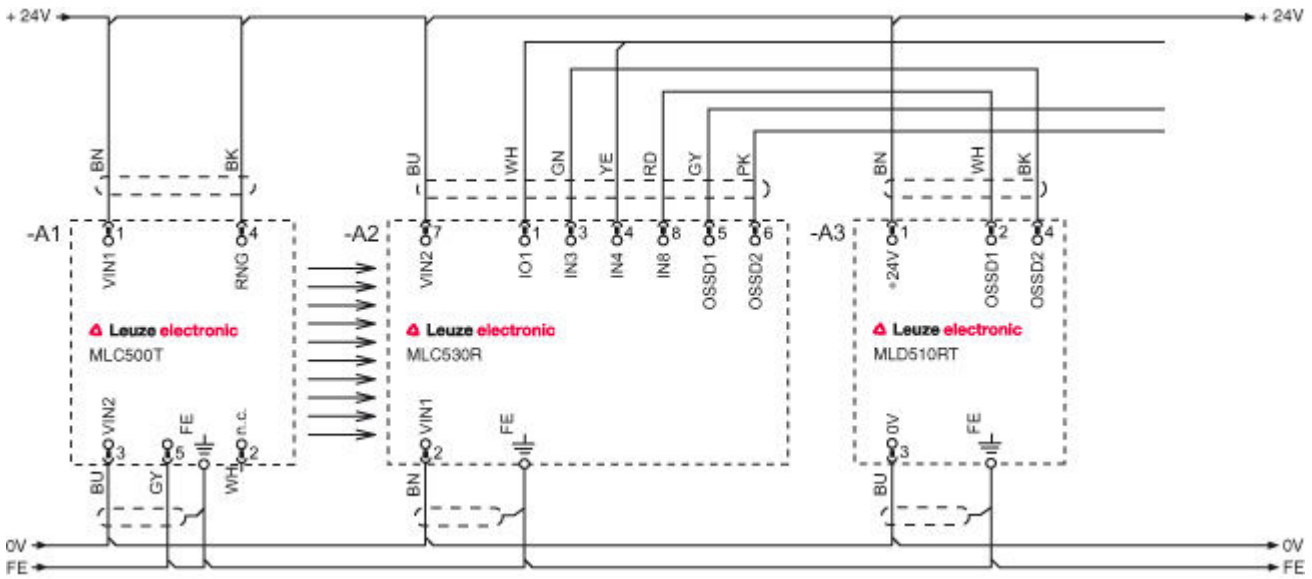 + 24V
+ 24V
BN
BK
BU
WH
GN
YE
RD
GY
PK
BN
WH
BK
-A1
1
4
-A2
7
1
3
4
8
5
6
-A3
1
2
4
VIN1
RNG
VIN2
IO1
IN3
IN4
IN8
OSSD1
OSSD2
+24V
OSSD1
OSSD2
Leuze electronic
MLC500T
Leuze electronic
MLC530R
Leuze electronic
MLD510RT
VIN2
FE
n.c.
VIN1
FE
0V
FE
3
5
2
2
3
BU
GY
WH
BN
BU
0V
0V
FE
FE